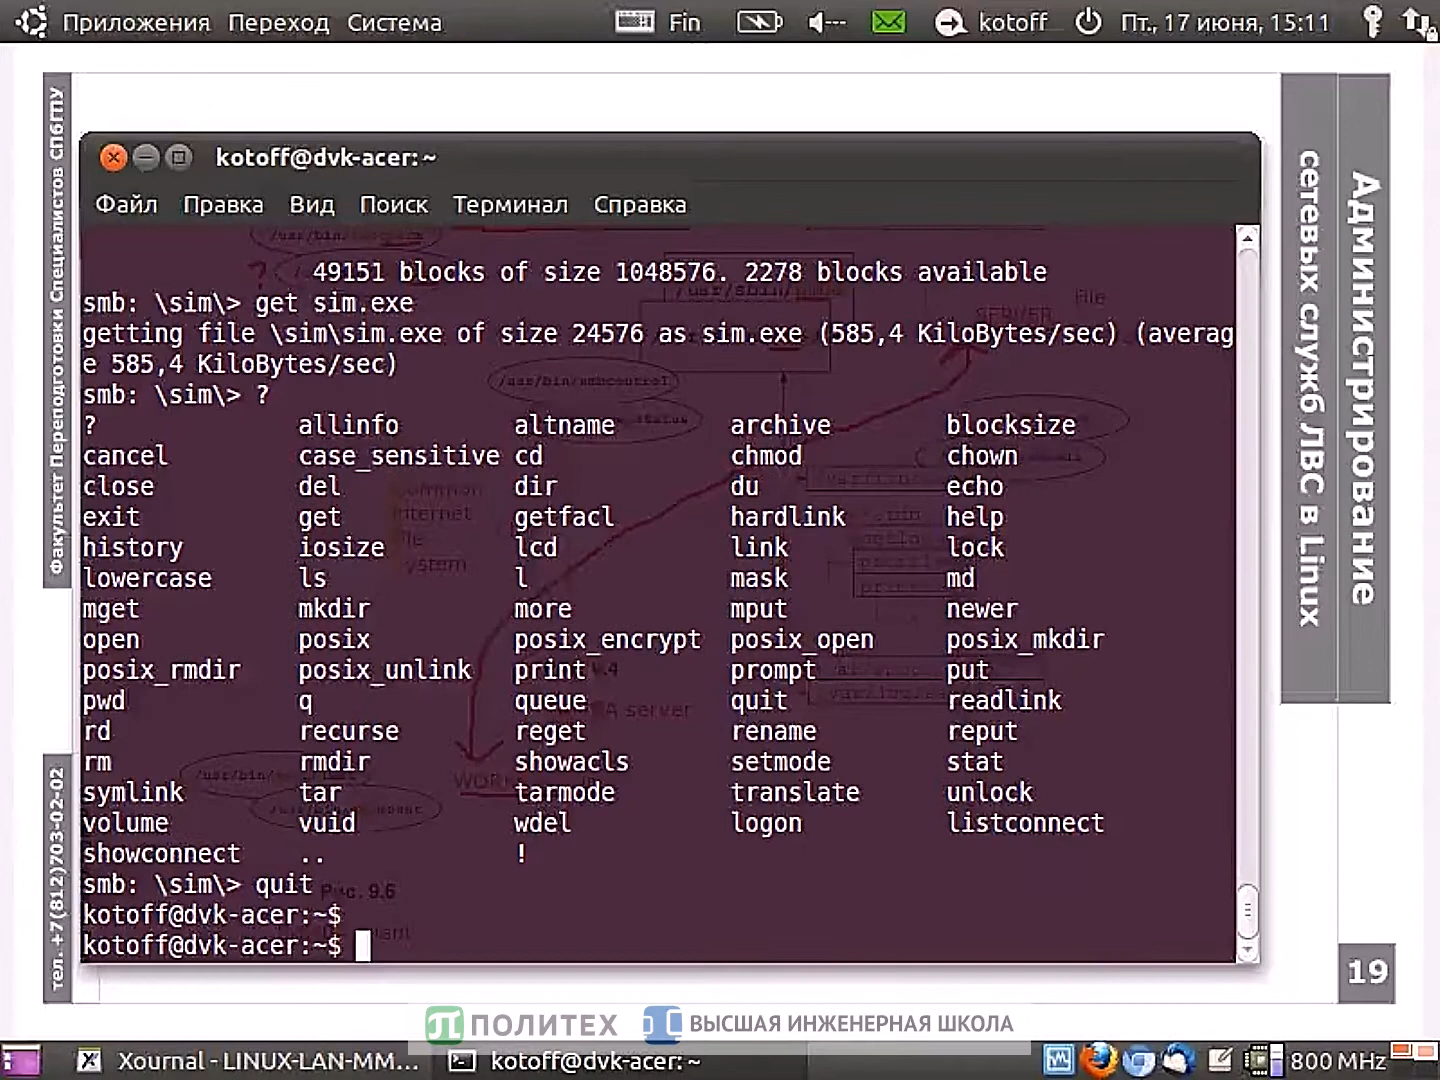 Приложения Переход Система Fin kotoff Пт., 17 июня, 15:11
Факультет Переподготовки Специалистов СПбГПУ
тел. +7(812)703-02-02
kotoff@dvk-acer: ~
Файл Правка Вид Поиск Терминал Справка
49151 blocks of size 1048576. 2278 blocks available
smb: \sim\> get sim.exe
getting file \sim\sim.exe of size 24576 as sim.exe (585,4 KiloBytes/sec) (averag
e 585,4 KiloBytes/sec)
smb: \sim\> ?
? allinfo altname archive blocksize
cancel case_sensitive cd chmod chown
close del dir du echo
exit get getfacl hardlink help
history iosize lcd link lock
lowercase ls l mask md
mget mkdir more mput newer
open posix posix_encrypt posix_open posix_mkdir
posix_rmdir posix_unlink print prompt put
pwd q queue quit readlink
rd recurse reget rename reput
rm rmdir showacls setmode stat
symlink tar tarmode translate unlock
volume vuid wdel logon listconnect
showconnect .. !
smb: \sim\> quit
kotoff@dvk-acer:~$
kotoff@dvk-acer:~$
Рис. 9.6
Администрирование
сетевых служб ЛВС в Linux
19
ПОЛИТЕХ ВЫСШАЯ ИНЖЕНЕРНАЯ ШКОЛА
Xournal - LINUX-LAN-MM... kotoff@dvk-acer: ~ 800 MHz